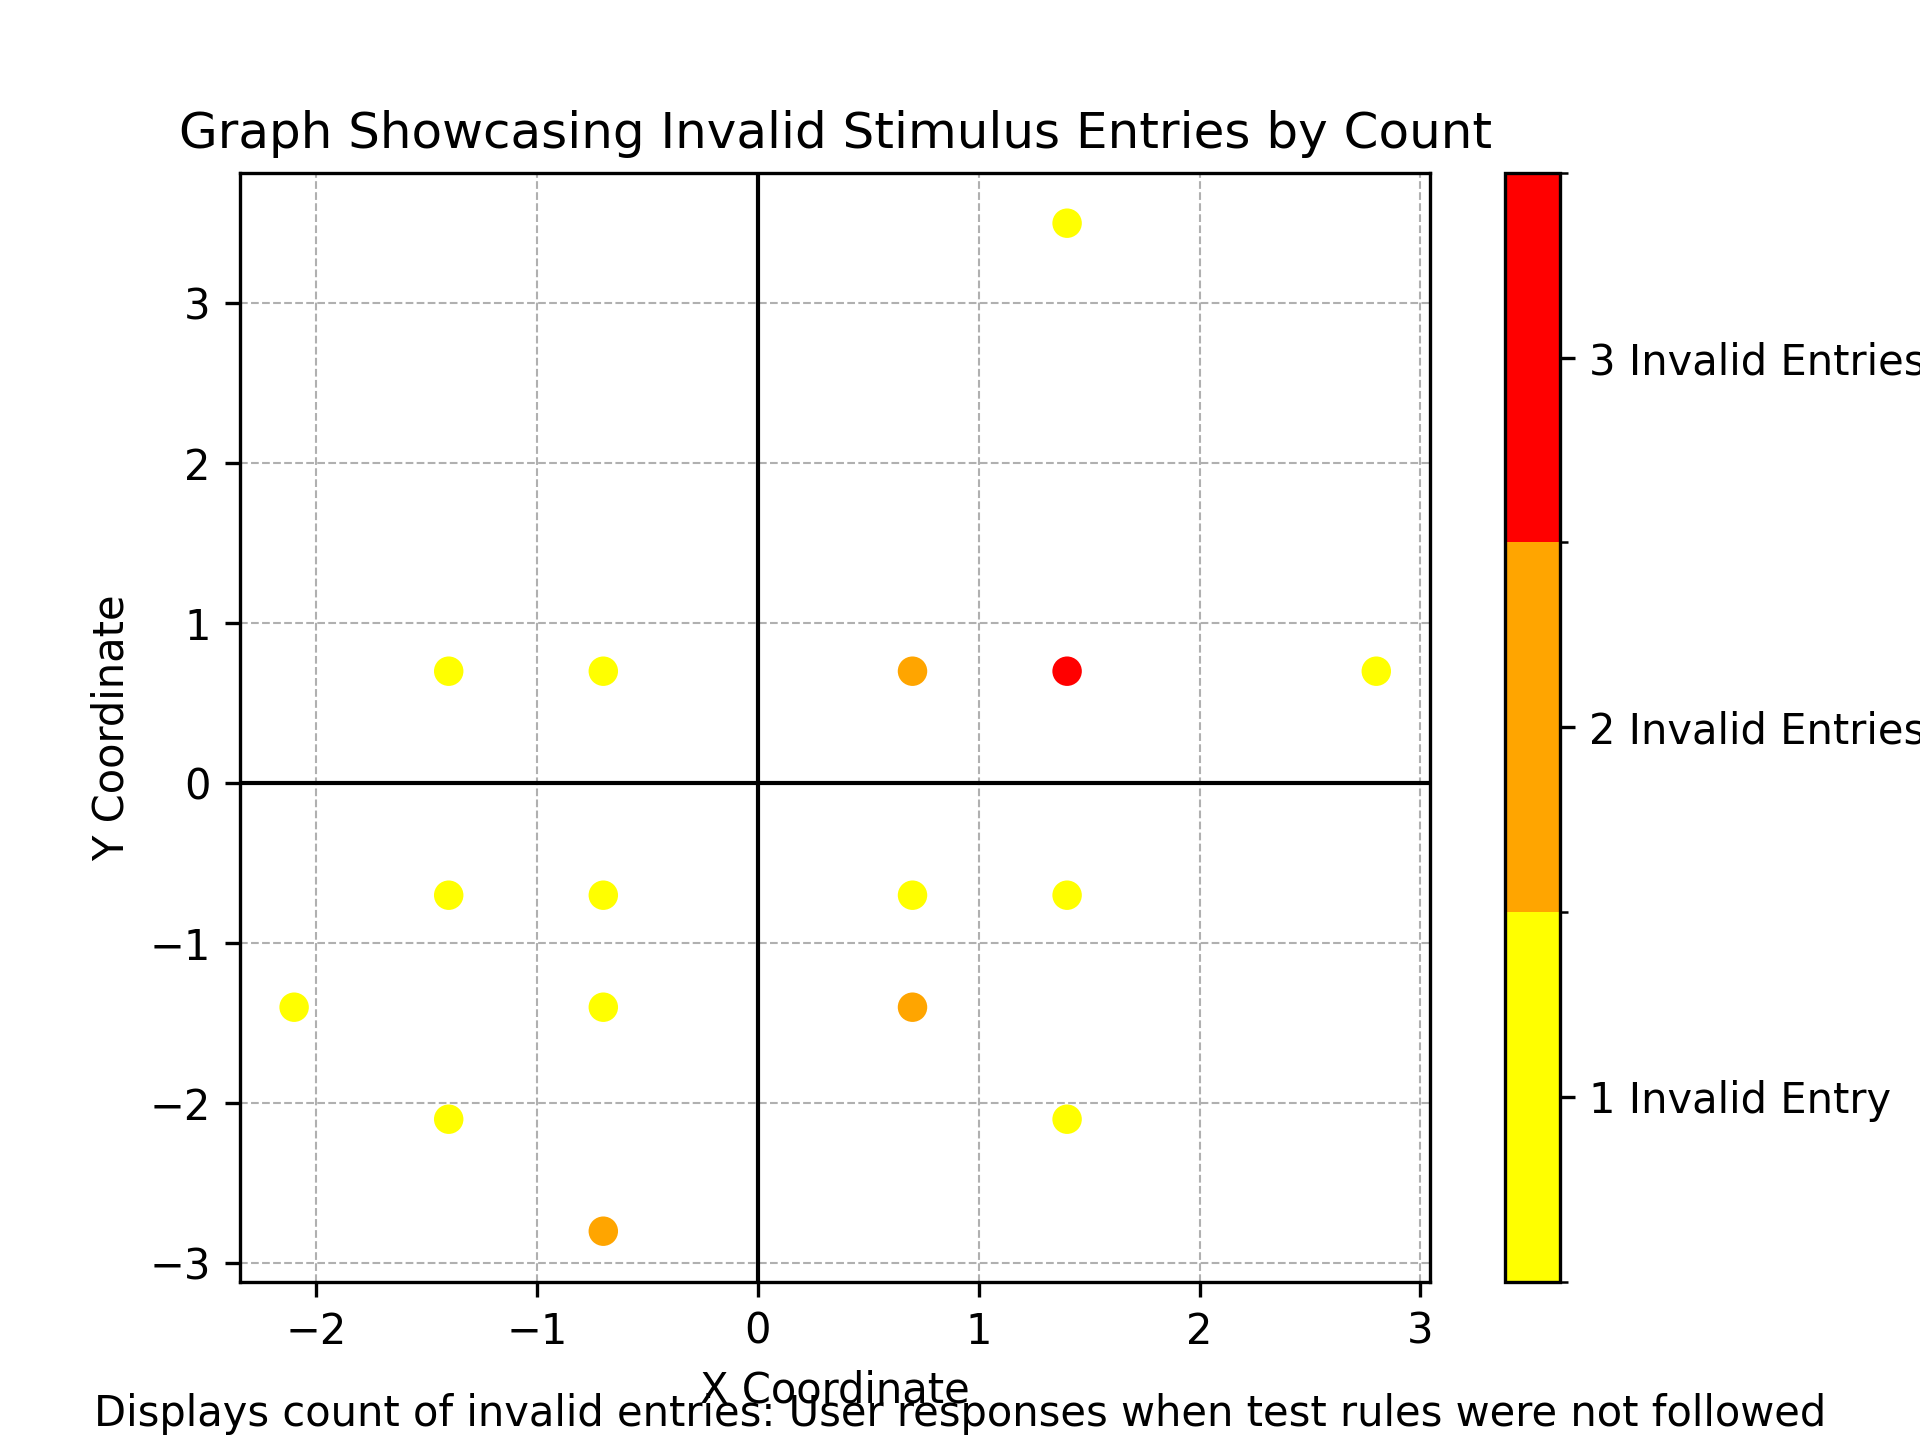 Graph Showcasing Invalid Stimulus Entries by Count
3
2
1
0
−1
−2
−3
Y Coordinate
−2 −1 0 1 2 3
X Coordinate
3 Invalid Entries
2 Invalid Entries
1 Invalid Entry
Displays count of invalid entries: User responses when test rules were not followed